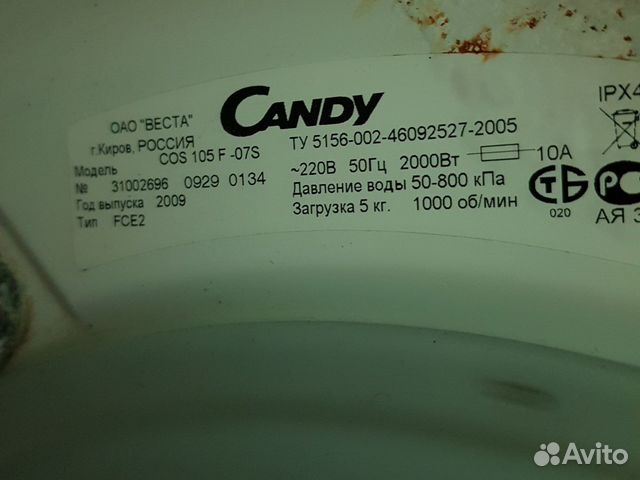 ОАО "ВЕСТА"
г.Киров, РОССИЯ
CANDY
IPX4
Модель COS 105 F -07S
ТУ 5156-002-46092527-2005
№ 31002696 0929 0134
~220В 50Гц 2000Вт 10А
Год выпуска 2009
Давление воды 50-800 кПа
Тип FCE2
Загрузка 5 кг. 1000 об/мин
020
АЯ
Avito